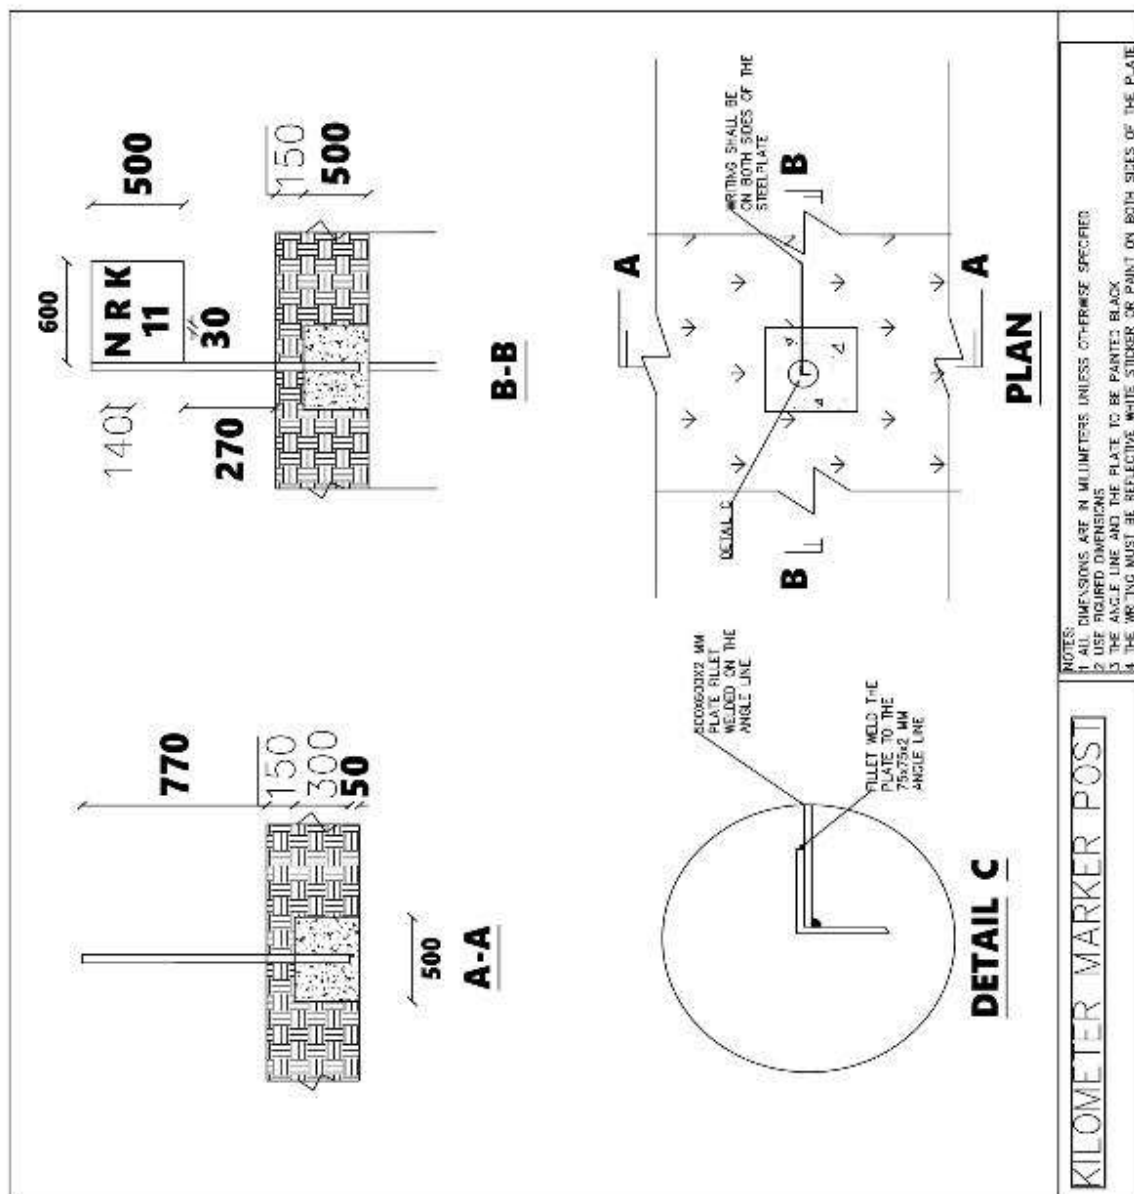 770
150
300
50
500
A-A
500
600
N R K
11
30
140
270
150
500
B-B
600X600X2 MM
PLATE FILLET
WELDED ON THE
ANGLE LINE
FILLET WELD THE
PLATE TO THE
75x75x2 MM
ANGLE LINE
DETAIL C
WRITING SHALL BE
ON BOTH SIDES OF THE
STEELPLATE
DETAIL C
A
A
B
B
PLAN
KILOMETER MARKER POST
NOTES:
1 ALL DIMENSIONS ARE IN MILLIMETERS UNLESS OTHERWISE SPECIFIED
2 USE FIGURED DIMENSIONS
3 THE ANGLE LINE AND THE PLATE TO BE PAINTED BLACK
4 THE WRITING MUST BE REFLECTIVE WHITE STICKER OR PAINT ON BOTH SIDES OF THE PLATE